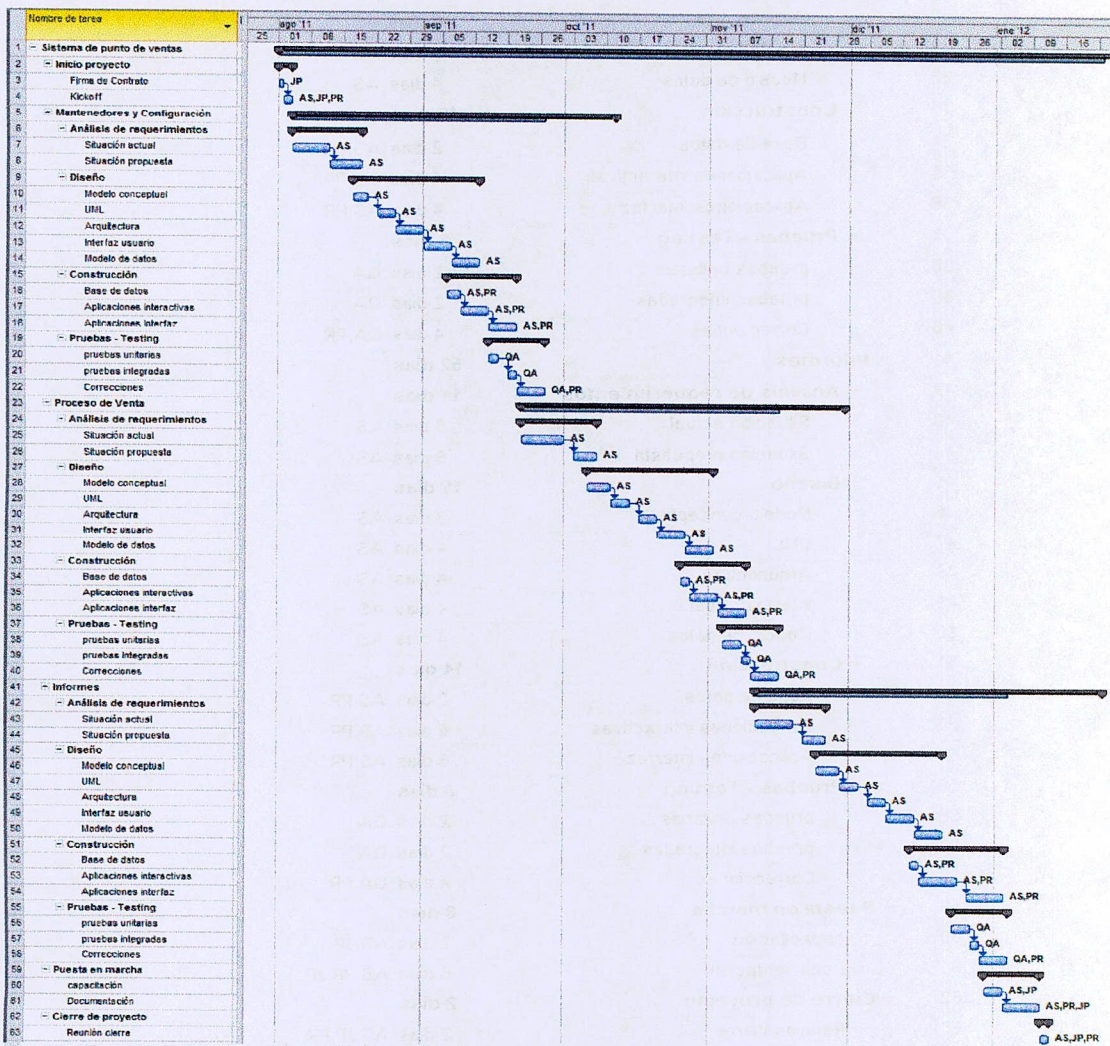 Nombre de tarea
ago '11 sep '11 oct '11 nov '11 dic '11 ene '12
25 01 08 15 22 29 05 12 19 26 03 10 17 24 31 07 14 21 28 05 12 19 26 02 09 16
1 Sistema de punto de ventas
2 Inicio proyecto
3 Firma de Contrato JP
4 Kickoff AS,JP,PR
5 Mantenedores y Configuración
6 Análisis de requerimientos
7 Situación actual AS
8 Situación propuesta AS
9 Diseño
10 Modelo conceptual AS
11 UML AS
12 Arquitectura AS
13 Interfaz usuario AS
14 Modelo de datos AS
15 Construcción
16 Base de datos AS,PR
17 Aplicaciones interactivas AS,PR
18 Aplicaciones interfaz AS,PR
19 Pruebas - Testing
20 pruebas unitarias QA
21 pruebas integradas QA
22 Correcciones QA,PR
23 Proceso de Venta
24 Análisis de requerimientos
25 Situación actual AS
26 Situación propuesta AS
27 Diseño
28 Modelo conceptual AS
29 UML AS
30 Arquitectura AS
31 Interfaz usuario AS
32 Modelo de datos AS
33 Construcción
34 Base de datos AS,PR
35 Aplicaciones interactivas AS,PR
36 Aplicaciones interfaz AS,PR
37 Pruebas - Testing
38 pruebas unitarias QA
39 pruebas integradas QA
40 Correcciones QA,PR
41 Informes
42 Análisis de requerimientos
43 Situación actual AS
44 Situación propuesta AS
45 Diseño
46 Modelo conceptual AS
47 UML AS
48 Arquitectura AS
49 Interfaz usuario AS
50 Modelo de datos AS
51 Construcción
52 Base de datos AS,PR
53 Aplicaciones interactivas AS,PR
54 Aplicaciones interfaz AS,PR
55 Pruebas - Testing
56 pruebas unitarias QA
57 pruebas integradas QA
58 Correcciones QA,PR
59 Puesta en marcha
60 capacitación AS,JP
61 Documentación AS,PR,JP
62 Cierre de proyecto
63 Reunión cierre AS,JP,PR